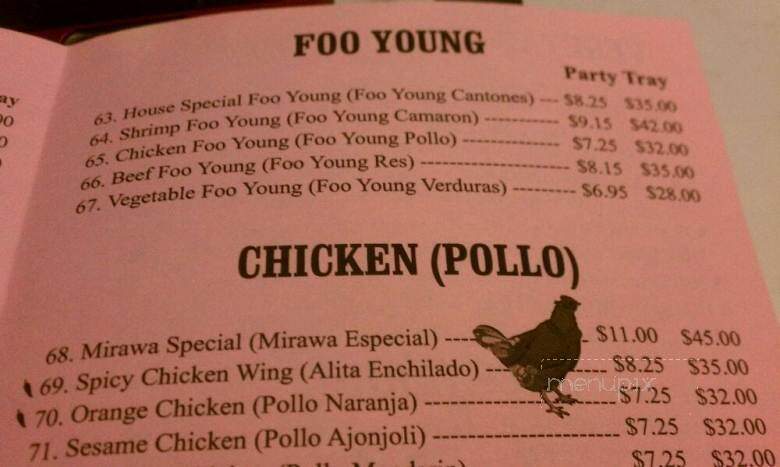 FOO YOUNG
Party Tray
63. House Special Foo Young (Foo Young Cantones) --- $8.25 $35.00
64. Shrimp Foo Young (Foo Young Camaron) ----------- $9.15 $42.00
65. Chicken Foo Young (Foo Young Pollo) -------------- $7.25 $32.00
66. Beef Foo Young (Foo Young Res) --------------------- $8.15 $35.00
67. Vegetable Foo Young (Foo Young Verduras) --------- $6.95 $28.00
CHICKEN (POLLO)
68. Mirawa Special (Mirawa Especial) ---- $11.00 $45.00
69. Spicy Chicken Wing (Alita Enchilado) ------- $8.25 $35.00
menupix
70. Orange Chicken (Pollo Naranja) -------------------- $7.25 $32.00
71. Sesame Chicken (Pollo Ajonjoli) --------------------- $7.25 $32.00
$7.25 $32.00